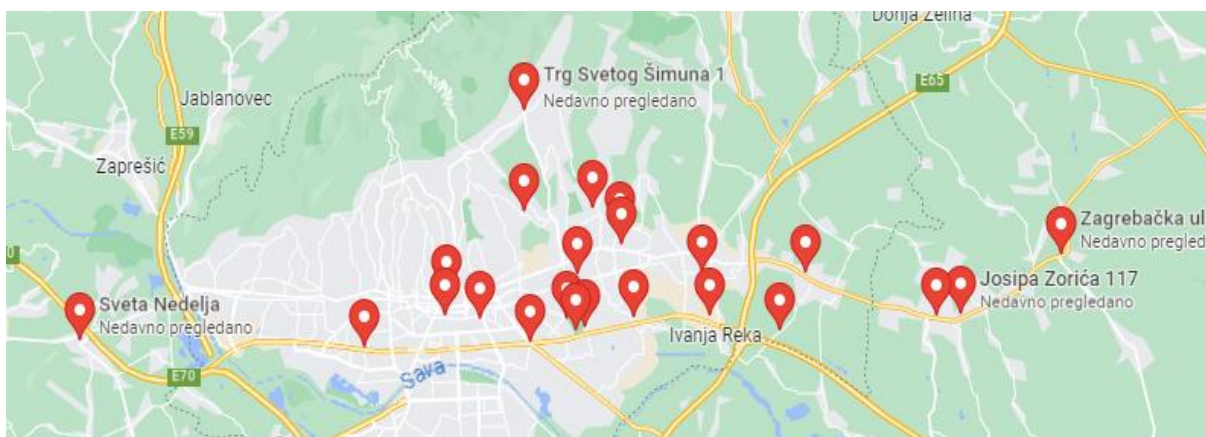 Donja Zelina
Trg Svetog Šimuna 1
Nedavno pregledano
E65
Jablanovec
E59
Zaprešić
Zagrebačka ul
Nedavno pregled
0
Josipa Zorića 117
Nedavno pregledano
Sveta Nedelja
Nedavno pregledano
Ivanja Reka
E70
Sava